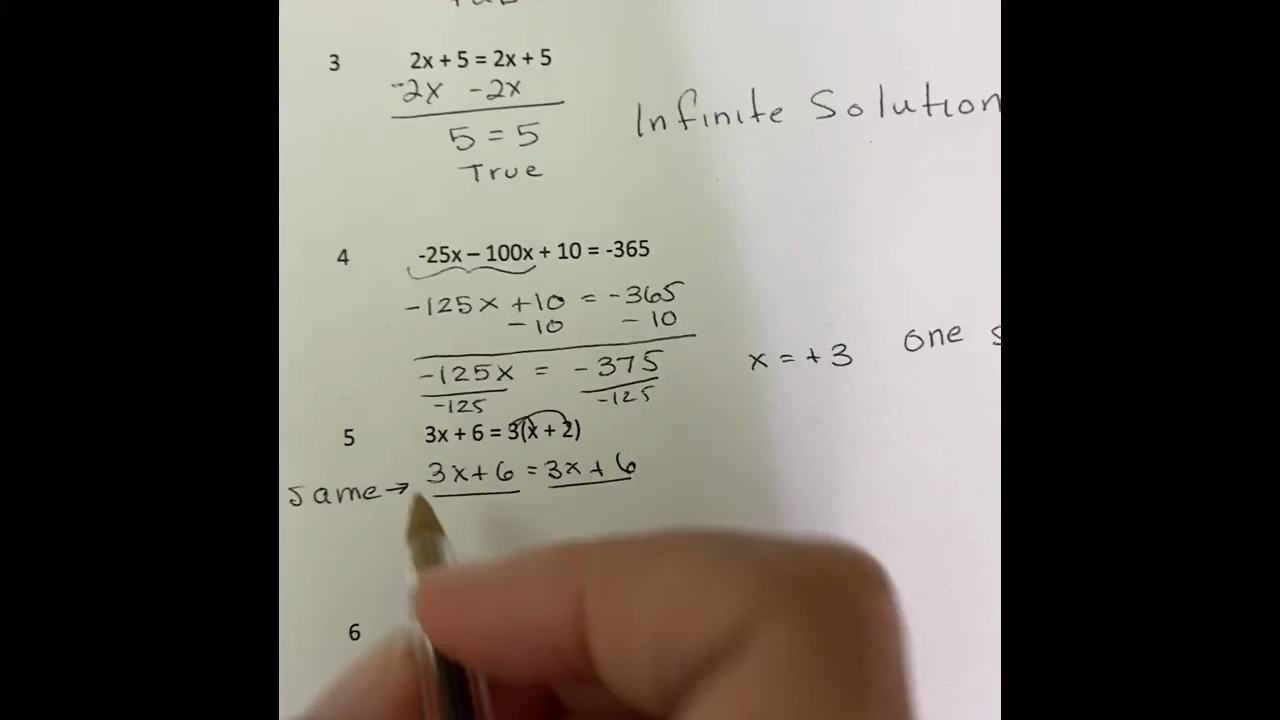 3 2x + 5 = 2x + 5
-2x -2x
5 = 5
True
Infinite Solution
4 -25x – 100x + 10 = -365
-125x +10 = -365
-10 -10
-125x = -375
-125 -125
x = +3 one
5 3x + 6 = 3(x + 2)
3x+6 = 3x + 6
same →
6